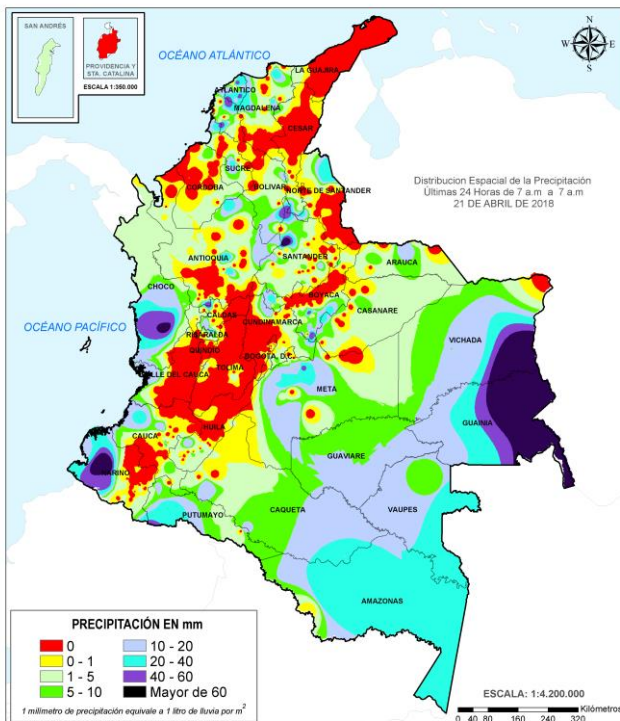 SAN ANDRÉS
PROVIDENCIA Y
STA. CATALINA
ESCALA 1:350.000
OCÉANO ATLÁNTICO
N
W
E
S
LA GUAJIRA
ATLANTICO
MAGDALENA
CESAR
Distribucion Espacial de la Precipitación
Últimas 24 Horas de 7 a.m a 7 a.m
21 DE ABRIL DE 2018
SUCRE
CORDOBA
BOLIVAR
NORTE DE SANTANDER
ANTIOQUIA
SANTANDER
ARAUCA
CHOCO
BOYACA
CASANARE
CALDAS
OCÉANO PACÍFICO
CUNDINAMARCA
RISARALDA
VICHADA
QUINDIO
BOGOTA, D.C.
VALLE DEL CAUCA
TOLIMA
META
GUAINIA
HUILA
CAUCA
GUAVIARE
NARIÑO
CAQUETA
VAUPES
PUTUMAYO
AMAZONAS
PRECIPITACIÓN EN mm
0
10 - 20
0 - 1
20 - 40
1 - 5
40 - 60
5 - 10
Mayor de 60
1 milimetro de precipitación equivale a 1 litro de lluvia por m²
ESCALA: 1:4.200.000
Kilómetros
0 40 80 160 240 320